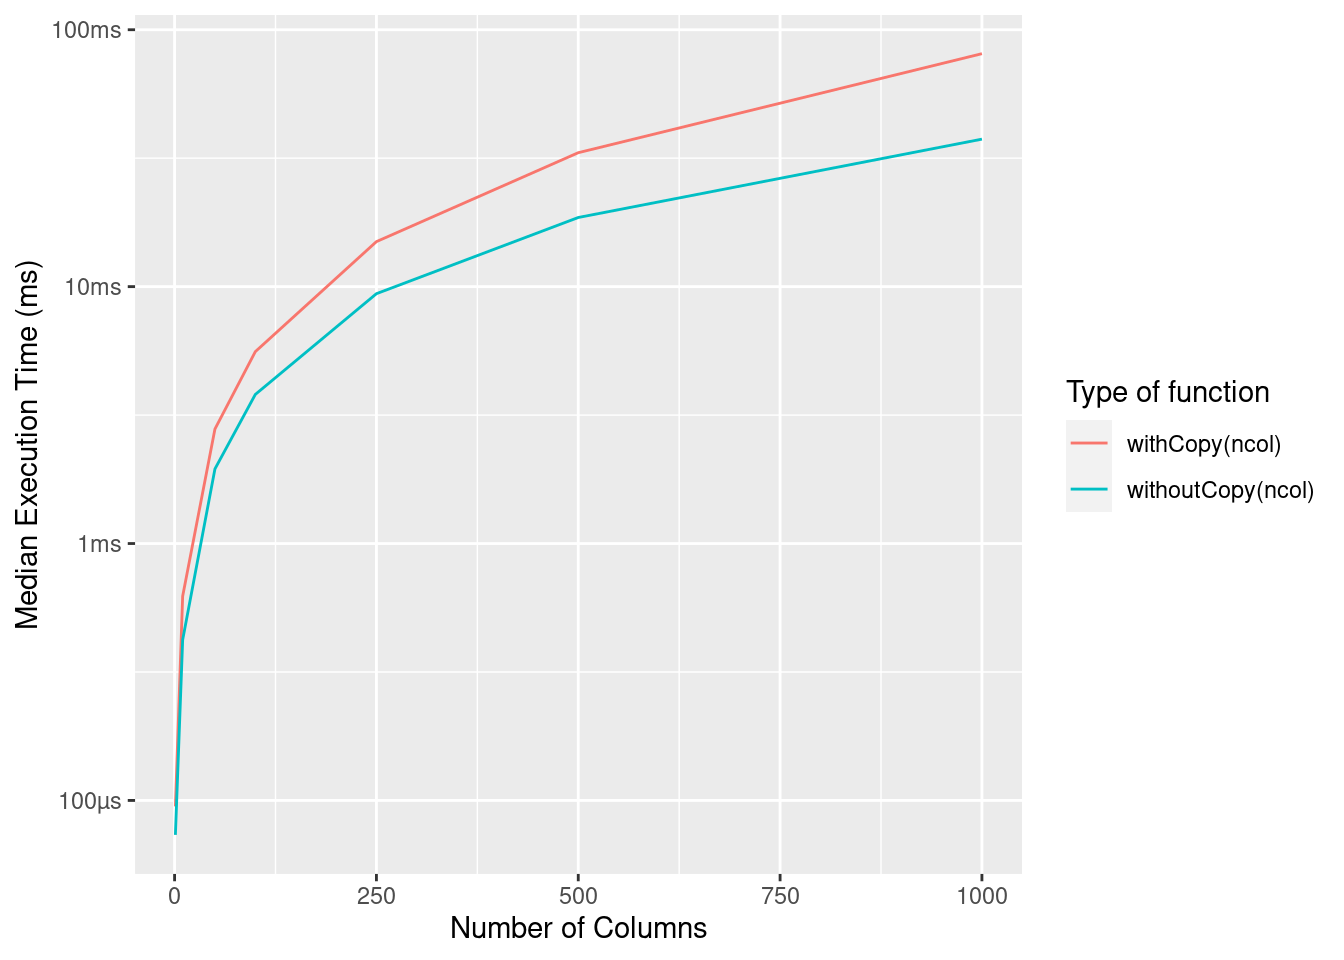 100ms
10ms
1ms
100µs
Median Execution Time (ms)
0 250 500 750 1000
Number of Columns
Type of function
withCopy(ncol)
withoutCopy(ncol)